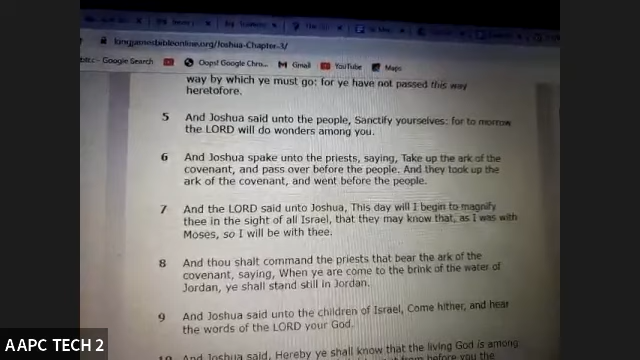 kingjamesbibleonline.org/Joshua-Chapter-3/
- Google Search Oops! Google Chro... Gmail YouTube Maps
way by which ye must go: for ye have not passed this way
heretofore.
5 And Joshua said unto the people, Sanctify yourselves: for to morrow
the LORD will do wonders among you.
6 And Joshua spake unto the priests, saying, Take up the ark of the
covenant, and pass over before the people. And they took up the
ark of the covenant, and went before the people.
7 And the LORD said unto Joshua, This day will I begin to magnify
thee in the sight of all Israel, that they may know that, as I was with
Moses, so I will be with thee.
8 And thou shalt command the priests that bear the ark of the
covenant, saying, When ye are come to the brink of the water of
Jordan, ye shall stand still in Jordan.
9 And Joshua said unto the children of Israel, Come hither, and hear
the words of the LORD your God.
10 And Joshua said, Hereby ye shall know that the living God is among
before you the
AAPC TECH 2